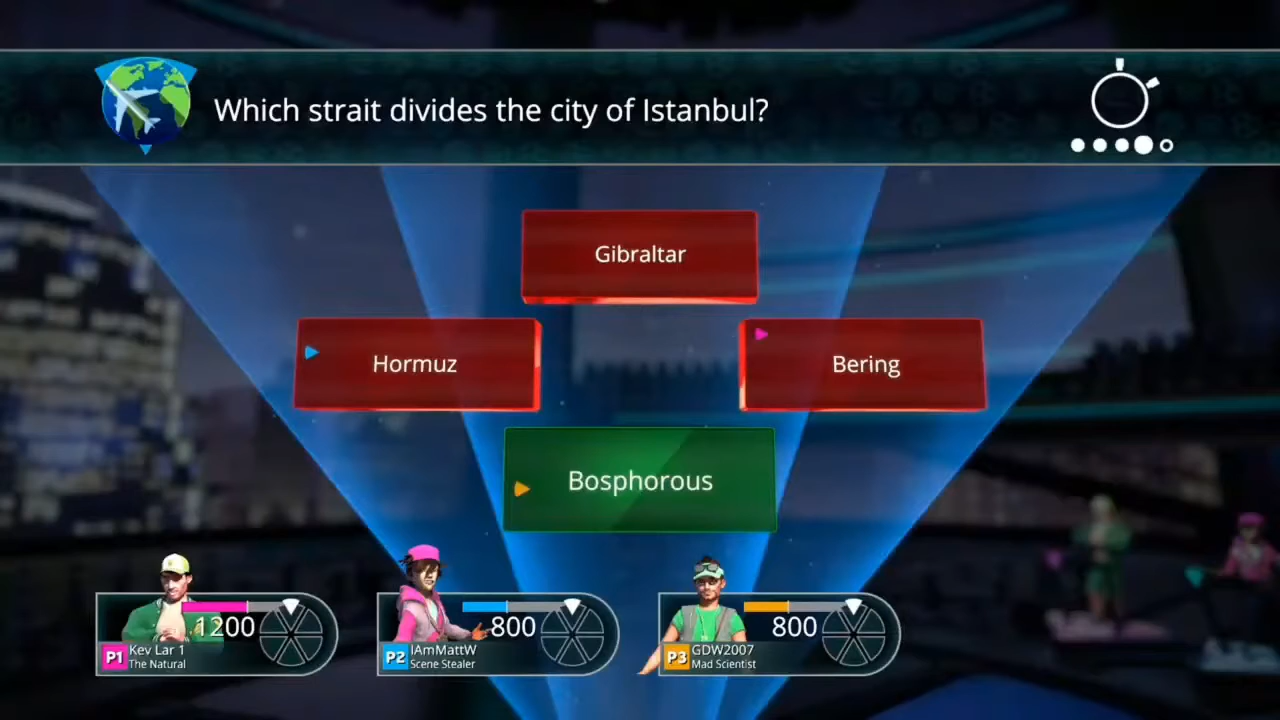 Which strait divides the city of Istanbul?
Gibraltar
Hormuz
Bering
Bosphorous
1200
P1
Kev Lar 1
The Natural
800
P2
IAmMattW
Scene Stealer
800
P3
GDW2007
Mad Scientist